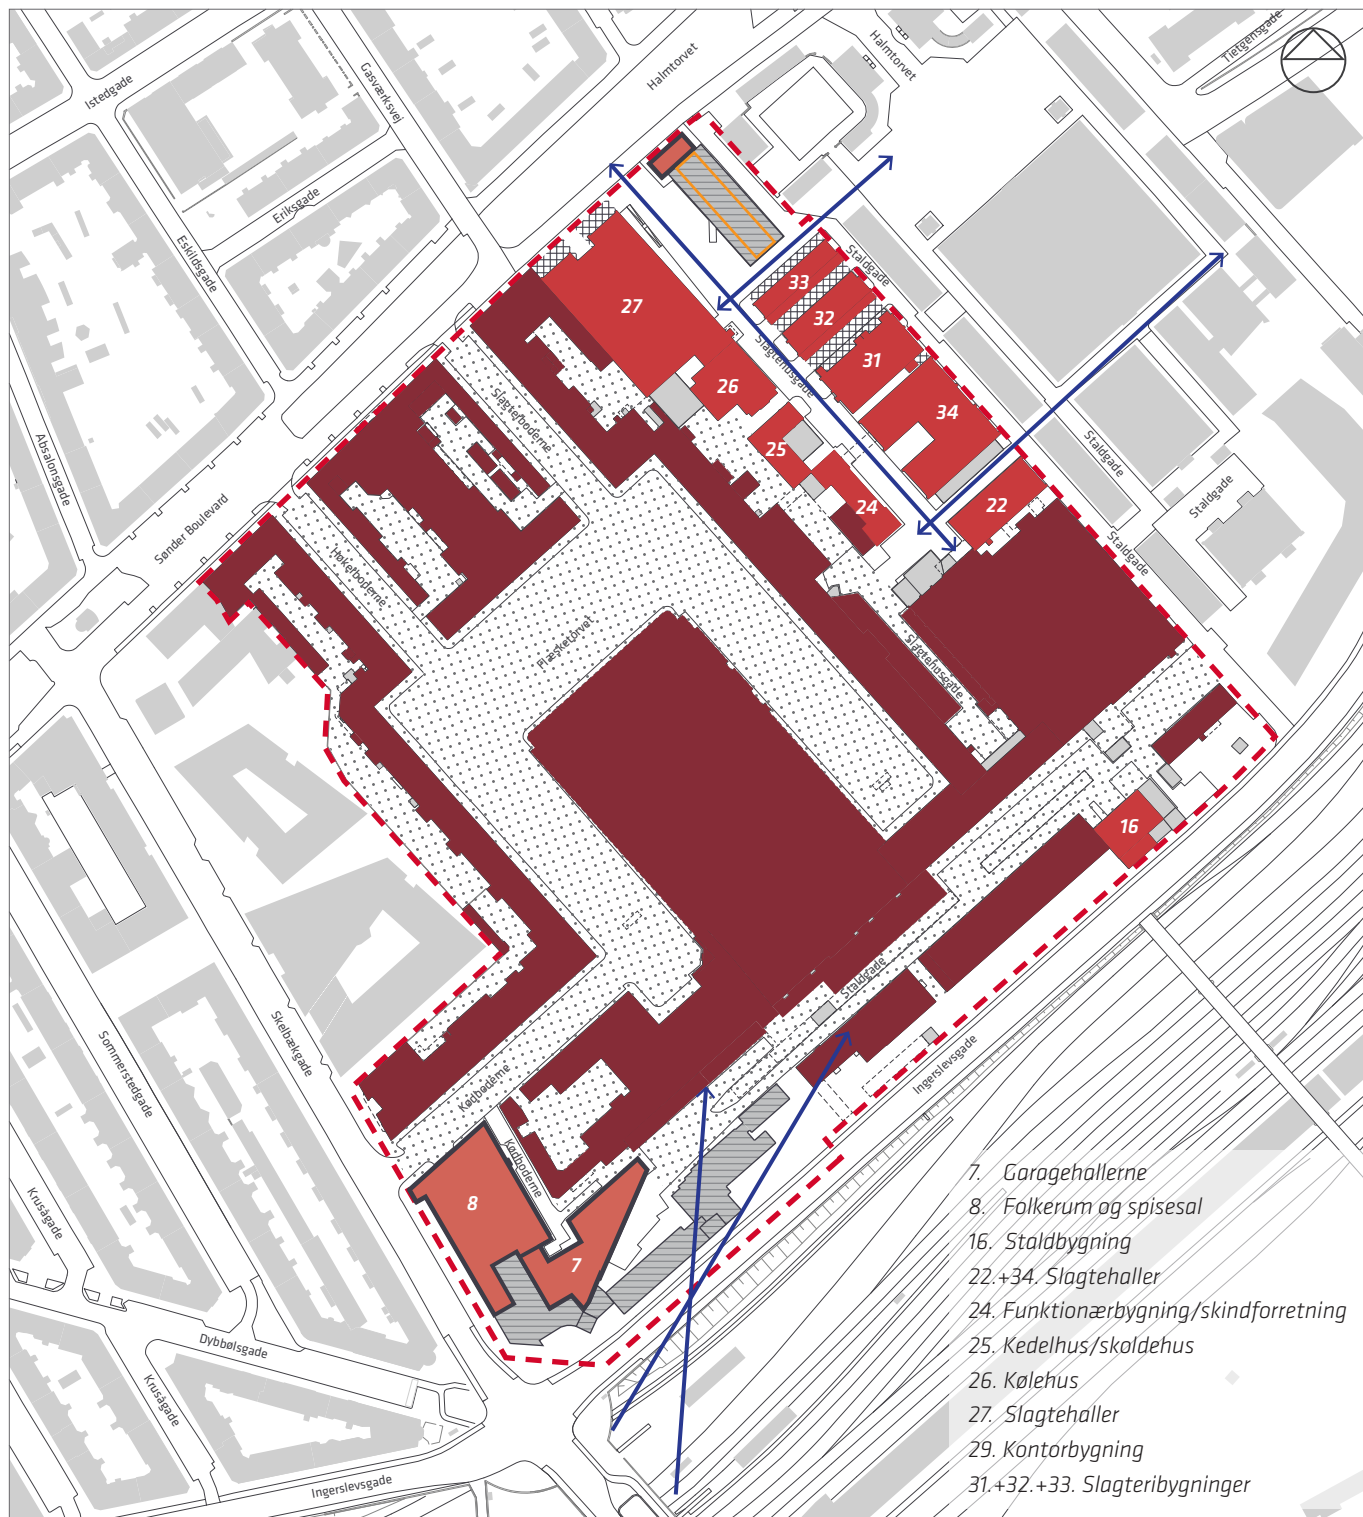 Istedgade
Gasværksvej
Halmtorvet
Halmtorvet
Tietgensgade
Eriksgade
Eskildsgade
Staldgade
33
27
32
Slagtehusgade
31
26
34
Slagterboderne
Absalonsgade
25
Staldgade
24
22
Staldgade
Sønder Boulevard
Høkerboderne
Staldgade
Flæsketorvet
Slagtehusgade
16
Staldgade
Skelbækgade
Sommerstedgade
Ingerslevsgade
Kødboderne
Kødboderne
Krusågade
8
7
Dybbølsgade
Krusågade
Ingerslevsgade
7. Garagehallerne
8. Folkerum og spisesal
16. Staldbygning
22.+34. Slagtehaller
24. Funktionærbygning/skindforretning
25. Kedelhus/skoldehus
26. Kølehus
27. Slagtehaller
29. Kontorbygning
31.+32.+33. Slagteribygninger